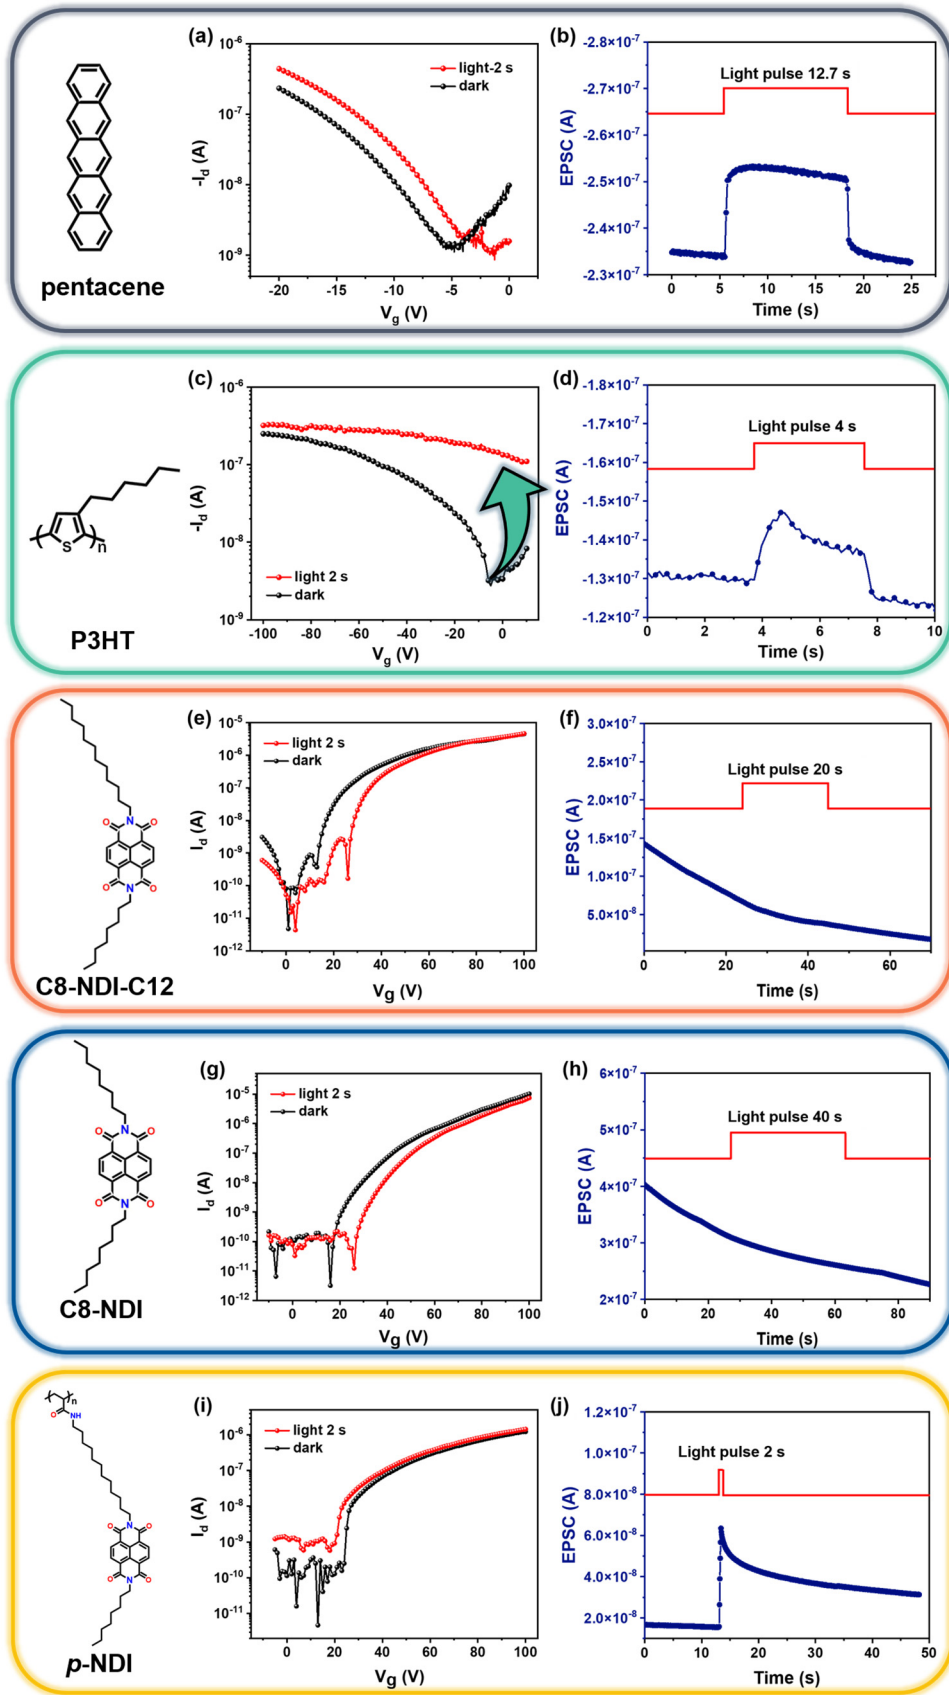 (a)
10⁻⁶
10⁻⁷
10⁻⁸
10⁻⁹
-I_d (A)
light-2 s
dark
-20 -15 -10 -5 0
V_g (V)
pentacene
(b)
-2.8×10⁻⁷
-2.7×10⁻⁷
-2.6×10⁻⁷
-2.5×10⁻⁷
-2.4×10⁻⁷
-2.3×10⁻⁷
EPSC (A)
Light pulse 12.7 s
0 5 10 15 20 25
Time (s)
(c)
10⁻⁶
10⁻⁷
10⁻⁸
10⁻⁹
-I_d (A)
light 2 s
dark
-100 -80 -60 -40 -20 0
V_g (V)
S
n
P3HT
(d)
-1.8×10⁻⁷
-1.7×10⁻⁷
-1.6×10⁻⁷
-1.5×10⁻⁷
-1.4×10⁻⁷
-1.3×10⁻⁷
-1.2×10⁻⁷
EPSC (A)
Light pulse 4 s
0 2 4 6 8 10
Time (s)
(e)
10⁻⁵
10⁻⁶
10⁻⁷
10⁻⁸
10⁻⁹
10⁻¹⁰
10⁻¹¹
10⁻¹²
I_d (A)
light 2 s
dark
0 20 40 60 80 100
V_g (V)
O N O
O N O
C8-NDI-C12
(f)
3.0×10⁻⁷
2.5×10⁻⁷
2.0×10⁻⁷
1.5×10⁻⁷
1.0×10⁻⁷
5.0×10⁻⁸
EPSC (A)
Light pulse 20 s
0 20 40 60
Time (s)
(g)
10⁻⁵
10⁻⁶
10⁻⁷
10⁻⁸
10⁻⁹
10⁻¹⁰
10⁻¹¹
10⁻¹²
I_d (A)
light 2 s
dark
0 20 40 60 80 100
V_g (V)
O N O
O N O
C8-NDI
(h)
6×10⁻⁷
5×10⁻⁷
4×10⁻⁷
3×10⁻⁷
2×10⁻⁷
EPSC (A)
Light pulse 40 s
0 20 40 60 80
Time (s)
(i)
10⁻⁶
10⁻⁷
10⁻⁸
10⁻⁹
10⁻¹⁰
10⁻¹¹
I_d (A)
light 2 s
dark
0 20 40 60 80 100
V_g (V)
n
O NH
O N O
O N O
p-NDI
(j)
1.2×10⁻⁷
1.0×10⁻⁷
8.0×10⁻⁸
6.0×10⁻⁸
4.0×10⁻⁸
2.0×10⁻⁸
EPSC (A)
Light pulse 2 s
0 10 20 30 40 50
Time (s)